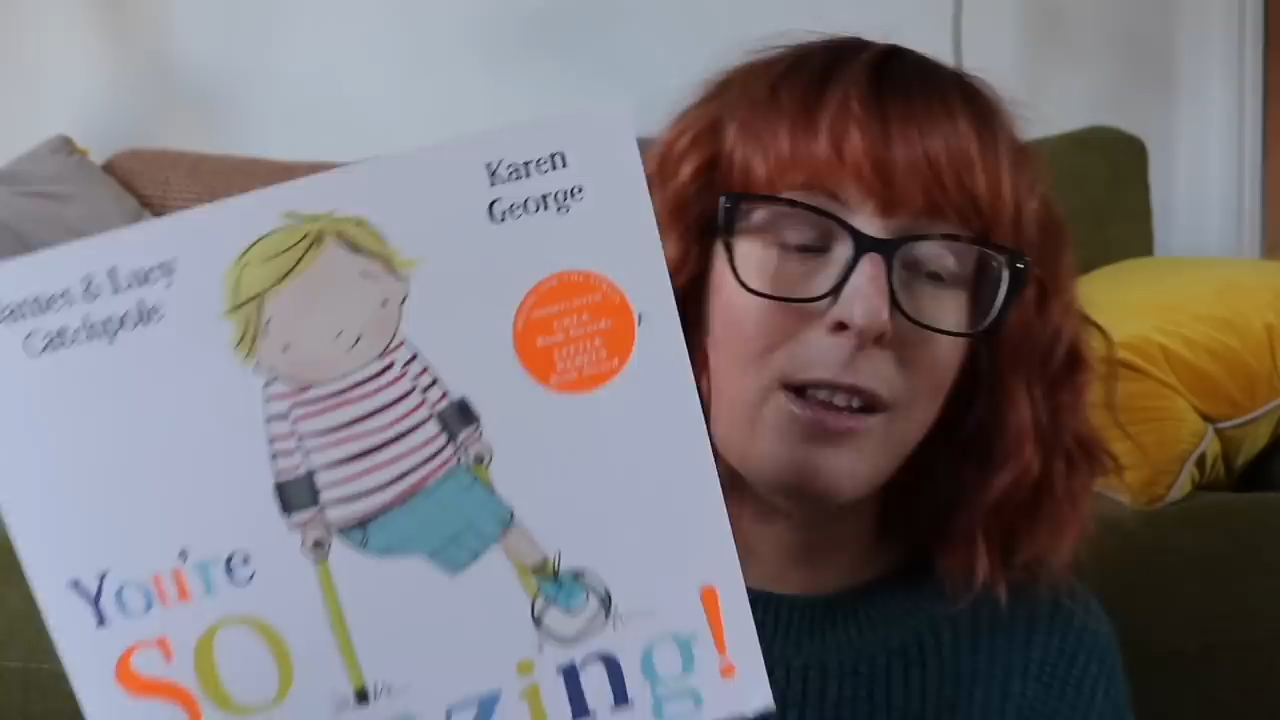 Karen
George
James & Lucy
Catchpole
You're
SO
zing!